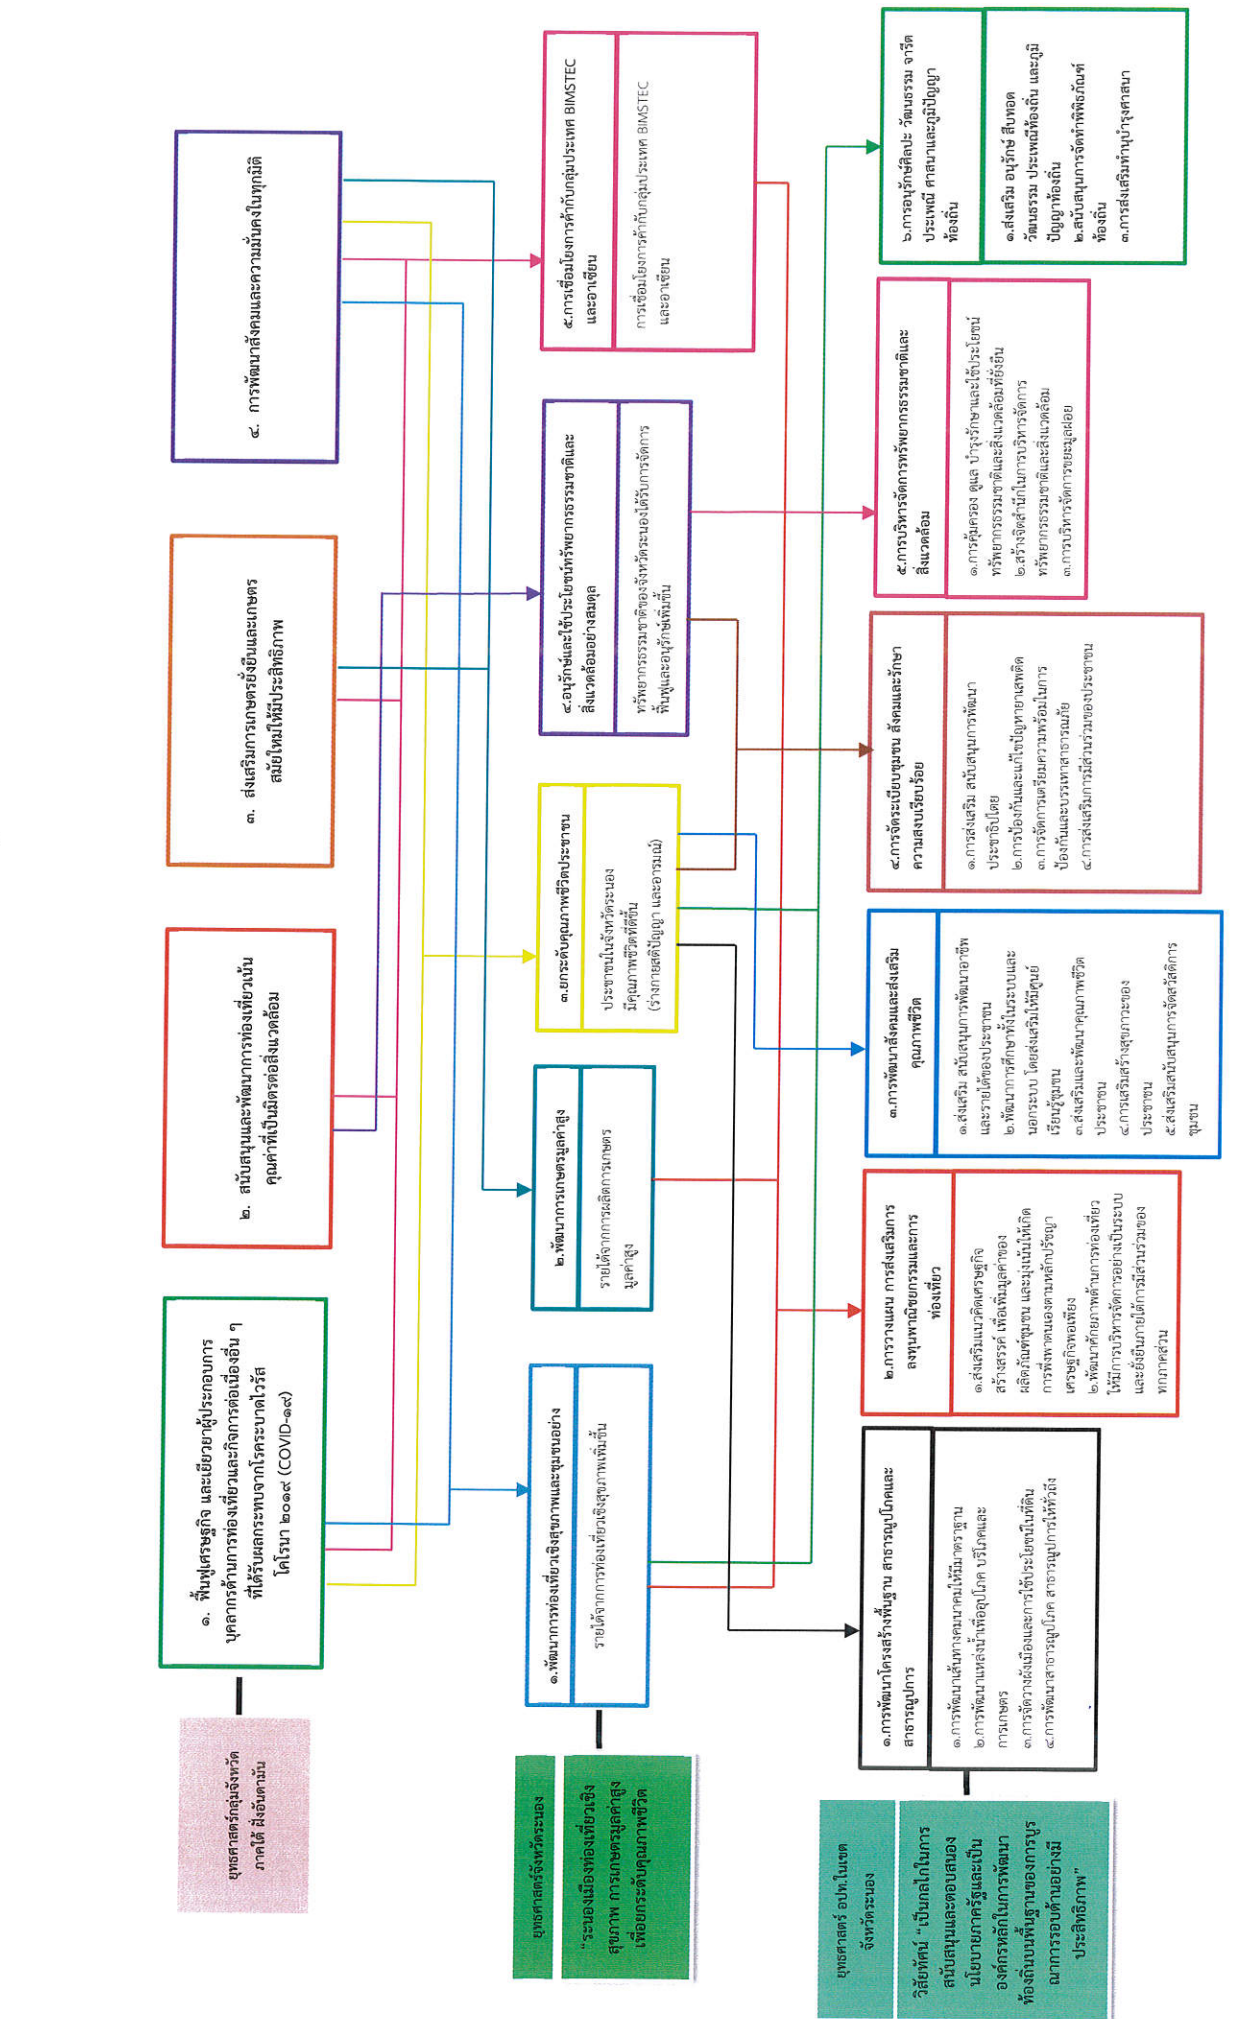 ยุทธศาสตร์กลุ่มจังหวัด
ภาคใต้ ฝั่งอันดามัน
๑. ฟื้นฟูเศรษฐกิจ และเยียวยาผู้ประกอบการ
บุคลากรด้านการท่องเที่ยวและกิจการต่อเนื่องอื่น ๆ
ที่ได้รับผลกระทบจากโรคระบาดไวรัส
โคโรนา ๒๐๑๙ (COVID-๑๙)
๒. สนับสนุนและพัฒนาการท่องเที่ยวเน้น
คุณค่าที่เป็นมิตรต่อสิ่งแวดล้อม
๓. ส่งเสริมการเกษตรยั่งยืนและเกษตร
สมัยใหม่ให้มีประสิทธิภาพ
๔. การพัฒนาสังคมและความมั่นคงในทุกมิติ
ยุทธศาสตร์จังหวัดระนอง
"ระนองเมืองท่องเที่ยวเชิง
สุขภาพ การเกษตรมูลค่าสูง
เพื่อยกระดับคุณภาพชีวิต
๑.พัฒนาการท่องเที่ยวเชิงสุขภาพและชุมชนอย่าง
รายได้จากการท่องเที่ยวเชิงสุขภาพเพิ่มขึ้น
๒.พัฒนาการเกษตรมูลค่าสูง
รายได้จากการผลิตการเกษตร
มูลค่าสูง
๓.ยกระดับคุณภาพชีวิตประชาชน
ประชาชนในจังหวัดระนอง
มีคุณภาพชีวิตที่ดีขึ้น
(ร่างกายสติปัญญา และอารมณ์)
๔.อนุรักษ์และใช้ประโยชน์ทรัพยากรธรรมชาติและ
สิ่งแวดล้อมอย่างสมดุล
ทรัพยากรธรรมชาติของจังหวัดระนองได้รับการจัดการ
ฟื้นฟูและอนุรักษ์เพิ่มขึ้น
๕.การเชื่อมโยงการค้ากับกลุ่มประเทศ BIMSTEC
และอาเซียน
การเชื่อมโยงการค้ากับกลุ่มประเทศ BIMSTEC
และอาเซียน
ยุทธศาสตร์ อปท.ในเขต
จังหวัดระนอง
วิสัยทัศน์ "เป็นกลไกในการ
สนับสนุนและตอบสนอง
นโยบายภาครัฐและเป็น
องค์กรหลักในการพัฒนา
ท้องถิ่นบนพื้นฐานของการบูร
ณาการรอบด้านอย่างมี
ประสิทธิภาพ"
๑.การพัฒนาโครงสร้างพื้นฐาน สาธารณูปโภคและ
สาธารณูปการ
๑.การพัฒนาเส้นทางคมนาคมให้มีมาตราฐาน
๒.การพัฒนาแหล่งน้ำเพื่ออุปโภค บริโภคและ
การเกษตร
๓.การจัดวางผังเมืองและการใช้ประโยชน์ในที่ดิน
๔.การพัฒนาสาธารณูปโภค สาธารณูปการให้ทั่วถึง
๒.การวางแผน การส่งเสริมการ
ลงทุนพาณิชยกรรมและการ
ท่องเที่ยว
๑.ส่งเสริมแนวคิดเศรษฐกิจ
สร้างสรรค์ เพื่อเพิ่มมูลค่าของ
ผลิตภัณฑ์ชุมชน และมุ่งเน้นให้เกิด
การพึ่งพาตนเองตามหลักปรัชญา
เศรษฐกิจพอเพียง
๒.พัฒนาศักยภาพด้านการท่องเที่ยว
ให้มีการบริหารจัดการอย่างเป็นระบบ
และยั่งยืนภายใต้การมีส่วนร่วมของ
ทุกภาคส่วน
๓.การพัฒนาสังคมและส่งเสริม
คุณภาพชีวิต
๑.ส่งเสริม สนับสนุนการพัฒนาอาชีพ
และรายได้ของประชาชน
๒.พัฒนาการศึกษาทั้งในระบบและ
นอกระบบ โดยส่งเสริมให้มีศูนย์
เรียนรู้ชุมชน
๓.ส่งเสริมและพัฒนาคุณภาพชีวิต
ประชาชน
๔.การเสริมสร้างสุขภาวะของ
ประชาชน
๕.ส่งเสริมสนับสนุนการจัดสวัสดิการ
ชุมชน
๔.การจัดระเบียบชุมชน สังคมและรักษา
ความสงบเรียบร้อย
๑.การส่งเสริม สนับสนุนการพัฒนา
ประชาธิปไตย
๒.การป้องกันและแก้ไขปัญหายาเสพติด
๓.การจัดการเตรียมความพร้อมในการ
ป้องกันและบรรเทาสาธารณภัย
๔.การส่งเสริมการมีส่วนร่วมของประชาชน
๕.การบริหารจัดการทรัพยากรธรรมชาติและ
สิ่งแวดล้อม
๑.การคุ้มครอง ดูแล บำรุงรักษาและใช้ประโยชน์
ทรัพยากรธรรมชาติและสิ่งแวดล้อมที่ยั่งยืน
๒.สร้างจิตสำนึกในการบริหารจัดการ
ทรัพยากรธรรมชาติและสิ่งแวดล้อม
๓.การบริหารจัดการขยะมูลฝอย
๖.การอนุรักษ์ศิลปะ วัฒนธรรม จารีต
ประเพณี ศาสนาและภูมิปัญญา
ท้องถิ่น
๑.ส่งเสริม อนุรักษ์ สืบทอด
วัฒนธรรม ประเพณีท้องถิ่น และภูมิ
ปัญญาท้องถิ่น
๒.สนับสนุนการจัดทำพิพิธภัณฑ์
ท้องถิ่น
๓.การส่งเสริมทำนุบำรุงศาสนา